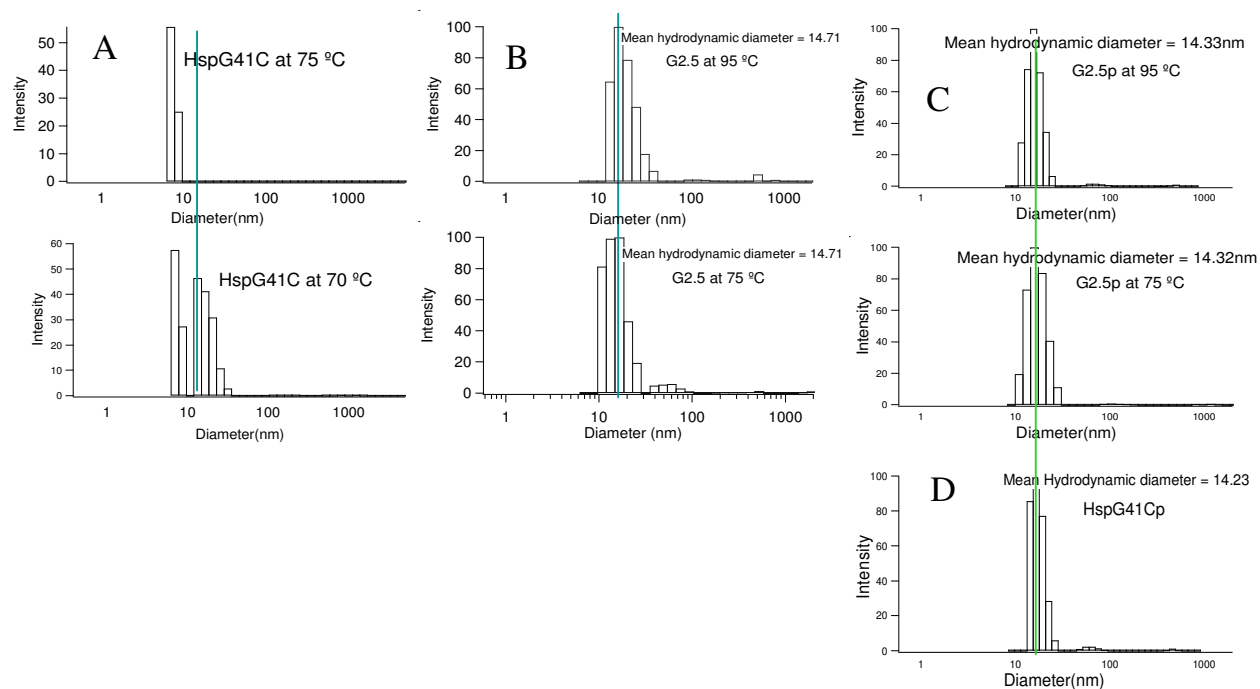 A
HspG41C at 75 ºC
Intensity
50
40
30
20
10
0
1
10
100
1000
Diameter(nm)
HspG41C at 70 ºC
Intensity
60
50
40
30
20
10
0
1
10
100
1000
Diameter(nm)
B
Mean hydrodynamic diameter = 14.71
G2.5 at 95 ºC
Intensity
100
80
60
40
20
0
1
10
100
1000
Diameter (nm)
Mean hydrodynamic diameter = 14.71
G2.5 at 75 ºC
Intensity
100
80
60
40
20
0
1
10
100
1000
Diameter (nm)
C
Mean hydrodynamic diameter = 14.33nm
G2.5p at 95 ºC
Intensity
100
80
60
40
20
0
1
10
100
1000
Diameter(nm)
Mean hydrodynamic diameter = 14.32nm
G2.5p at 75 ºC
Intensity
100
80
60
40
20
0
1
10
100
1000
Diameter(nm)
D
Mean Hydrodynamic diameter = 14.23
HspG41Cp
Intensity
100
80
60
40
20
0
1
10
100
1000
Diameter(nm)